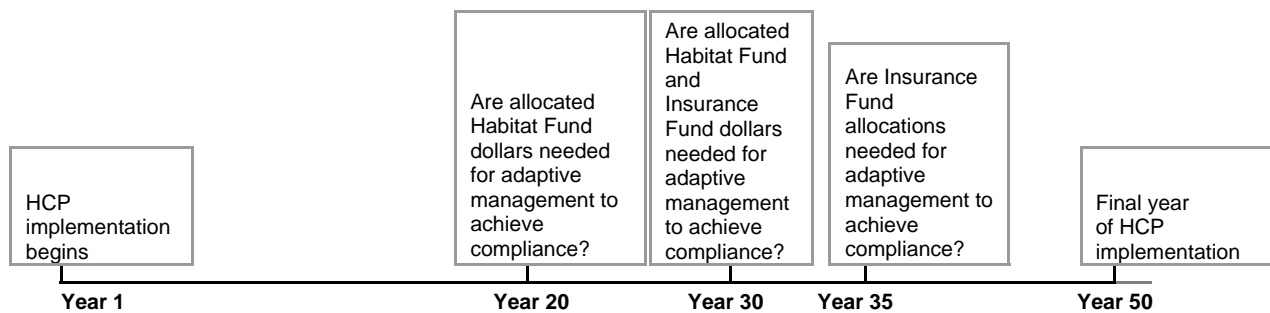 HCP
implementation
begins
Are allocated
Habitat Fund
dollars needed
for adaptive
management to
achieve
compliance?
Are allocated
Habitat Fund
and
Insurance
Fund dollars
needed for
adaptive
management
to achieve
compliance?
Are Insurance
Fund
allocations
needed for
adaptive
management to
achieve
compliance?
Final year
of HCP
implementation
Year 1
Year 20
Year 30
Year 35
Year 50